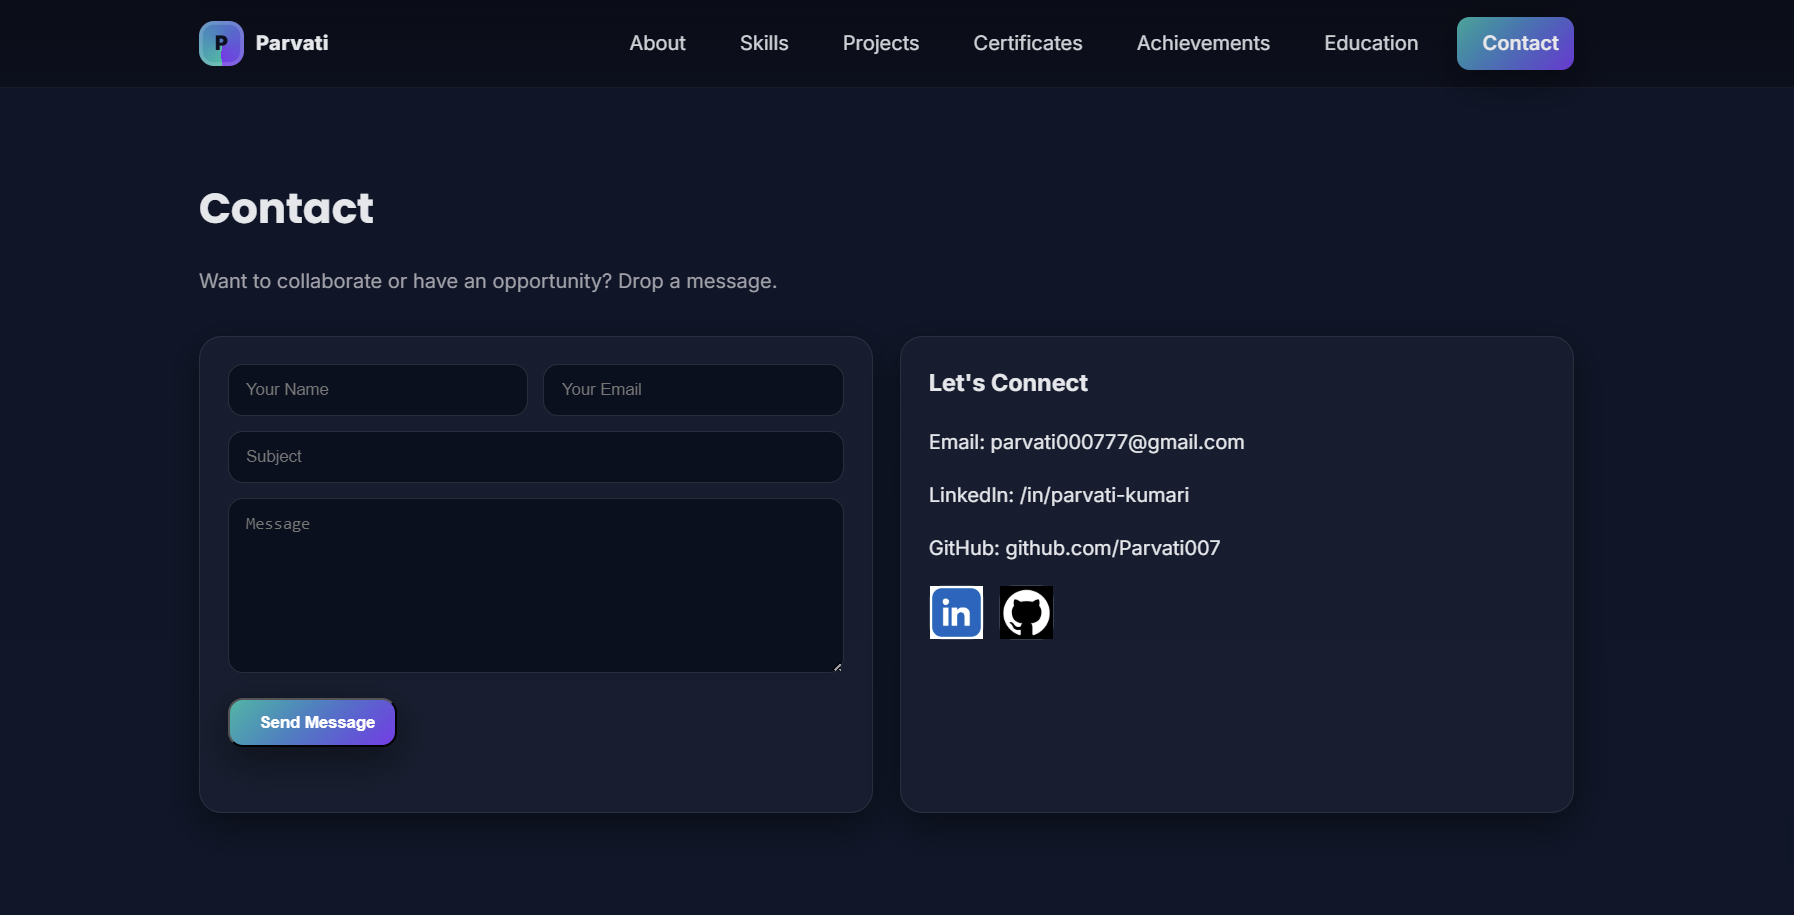 P Parvati About Skills Projects Certificates Achievements Education Contact
Contact
Want to collaborate or have an opportunity? Drop a message.
Your Name
Your Email
Subject
Message
Send Message
Let's Connect
Email: parvati000777@gmail.com
LinkedIn: /in/parvati-kumari
GitHub: github.com/Parvati007
in